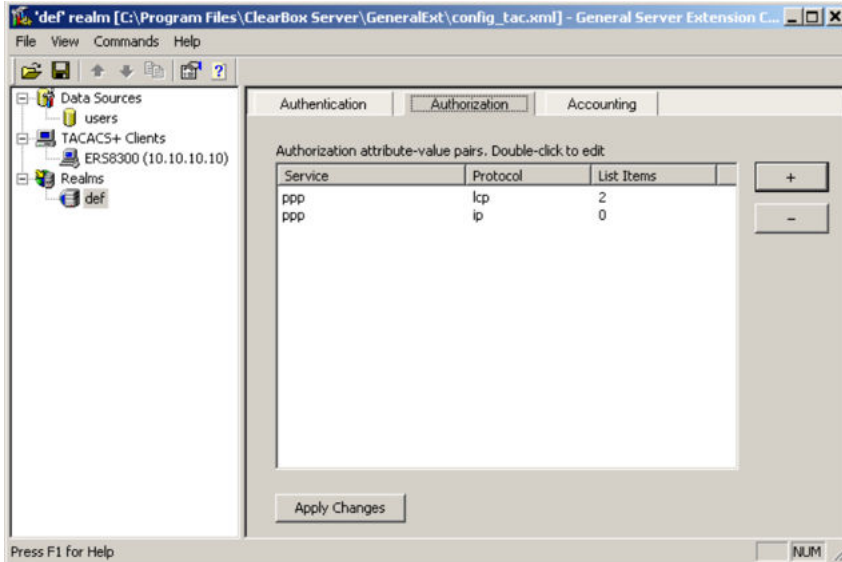 'def' realm [C:\Program Files\ClearBox Server\GeneralExt\config_tac.xml] - General Server Extension C...
File View Commands Help
Data Sources
users
TACACS+ Clients
ERS8300 (10.10.10.10)
Realms
def
Authentication Authorization Accounting
Authorization attribute-value pairs. Double-click to edit
Service Protocol List Items
ppp lcp 2
ppp ip 0
+
-
Apply Changes
Press F1 for Help NUM